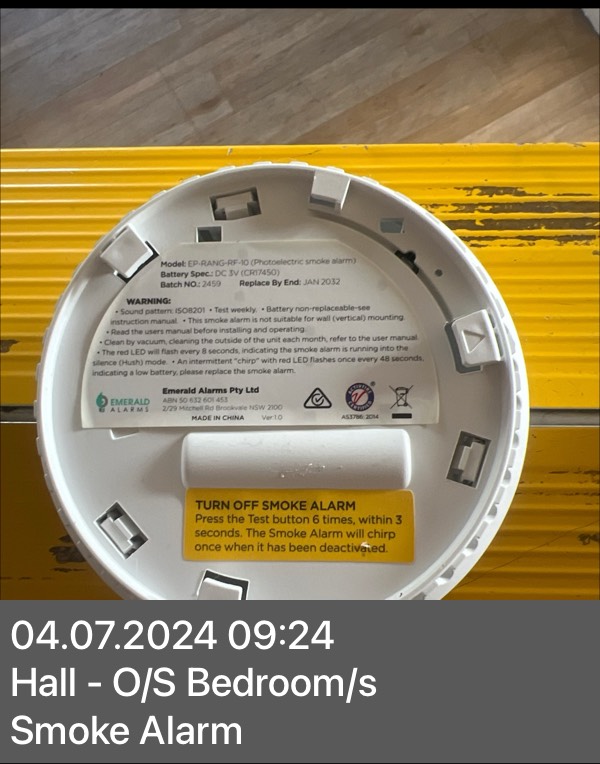 Model: EP-RANG-RF-10 (Photoelectric smoke alarm)
Battery Spec.: DC 3V (CR17450)
Batch NO.: 2459 Replace By End: JAN 2032
WARNING:
• Sound pattern: ISO8201 • Test weekly. • Battery non-replaceable-see
instruction manual. • This smoke alarm is not suitable for wall (vertical) mounting.
• Read the users manual before installing and operating.
• Clean by vacuum, cleaning the outside of the unit each month, refer to the user manual.
• The red LED will flash every 8 seconds, indicating the smoke alarm is running into the
silence (Hush) mode. • An intermittent "chirp" with red LED flashes once every 48 seconds,
indicating a low battery, please replace the smoke alarm.
EMERALD
ALARMS
Emerald Alarms Pty Ltd
ABN 50 632 601 453
2/29 Mitchell Rd Brookvale NSW 2100
MADE IN CHINA Ver1.0
AS3786: 2014
TURN OFF SMOKE ALARM
Press the Test button 6 times, within 3
seconds. The Smoke Alarm will chirp
once when it has been deactivated.
04.07.2024 09:24
Hall - O/S Bedroom/s
Smoke Alarm